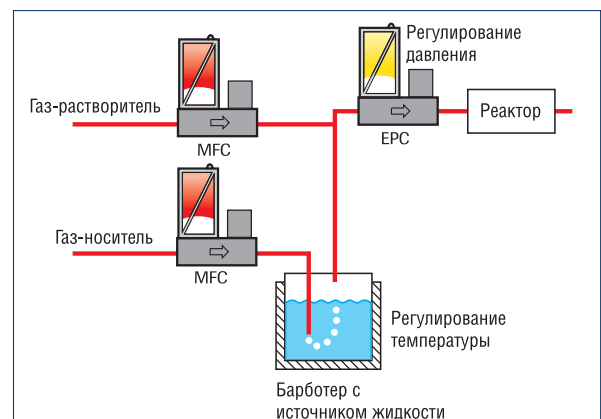 Регулирование
давления
Газ-растворитель
MFC
EPC
Реактор
Газ-носитель
MFC
Регулирование
температуры
Барботер с
источником жидкости